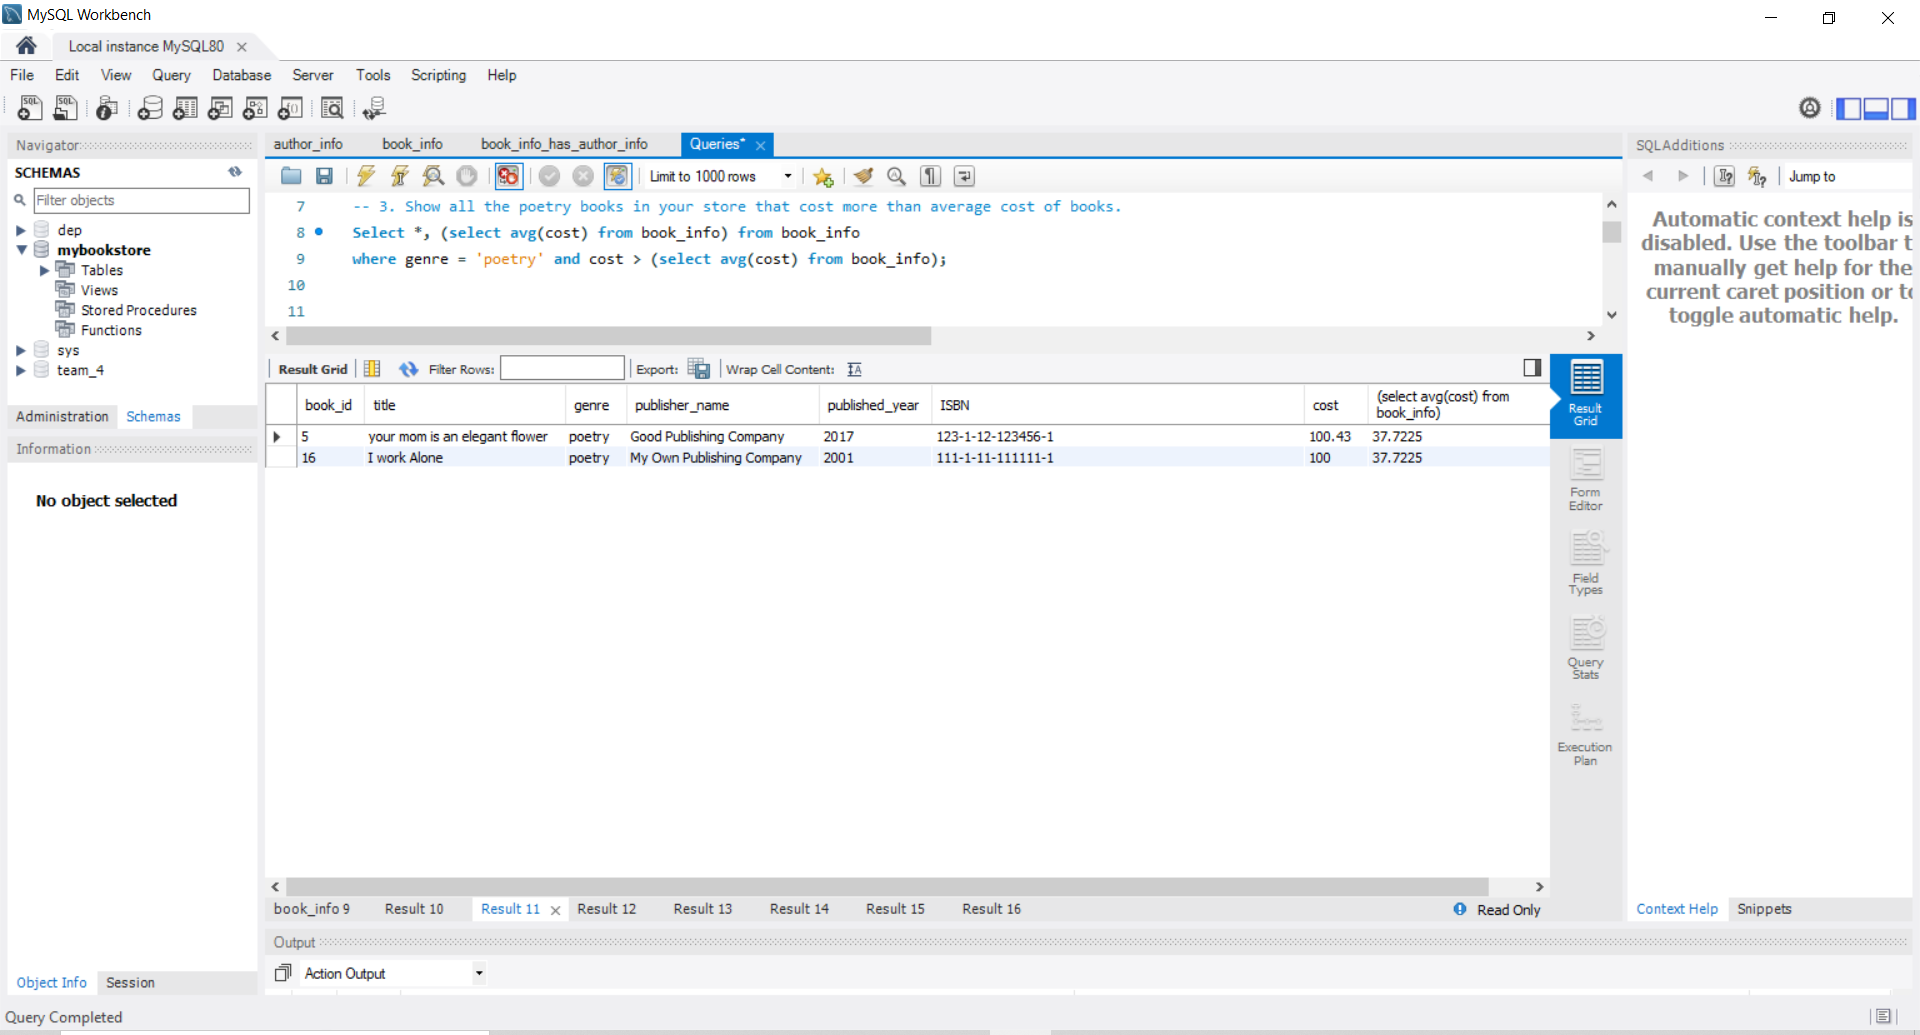 MySQL Workbench
Local instance MySQL80
File Edit View Query Database Server Tools Scripting Help
Navigator
SCHEMAS
Filter objects
dep
mybookstore
Tables
Views
Stored Procedures
Functions
sys
team_4
Administration Schemas
Information
No object selected
Object Info Session
author_info book_info book_info_has_author_info Queries*
Limit to 1000 rows
7 -- 3. Show all the poetry books in your store that cost more than average cost of books.
8 Select *, (select avg(cost) from book_info) from book_info
9 where genre = 'poetry' and cost > (select avg(cost) from book_info);
10
11
Result Grid Filter Rows: Export: Wrap Cell Content:
book_id title genre publisher_name published_year ISBN cost (select avg(cost) from
book_info)
5 your mom is an elegant flower poetry Good Publishing Company 2017 123-1-12-123456-1 100.43 37.7225
16 I work Alone poetry My Own Publishing Company 2001 111-1-11-111111-1 100 37.7225
Result
Grid
Form
Editor
Field
Types
Query
Stats
Execution
Plan
book_info 9 Result 10 Result 11 Result 12 Result 13 Result 14 Result 15 Result 16 Read Only
Output
Action Output
SQLAdditions
Jump to
Automatic context help is
disabled. Use the toolbar t
manually get help for the
current caret position or to
toggle automatic help.
Context Help Snippets
Query Completed